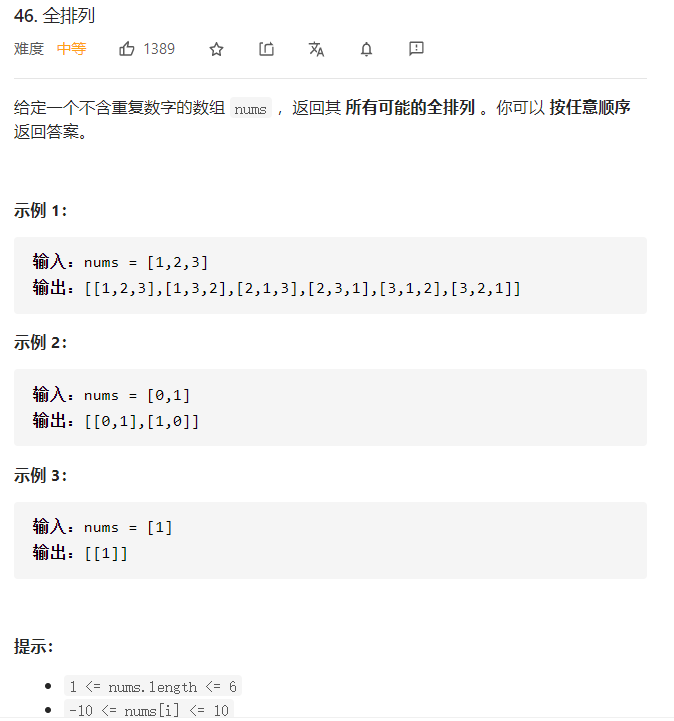 46. 全排列
难度 中等 1389
给定一个不含重复数字的数组 nums ，返回其 所有可能的全排列 。你可以 按任意顺序
返回答案。
示例 1：
输入：nums = [1,2,3]
输出：[[1,2,3],[1,3,2],[2,1,3],[2,3,1],[3,1,2],[3,2,1]]
示例 2：
输入：nums = [0,1]
输出：[[0,1],[1,0]]
示例 3：
输入：nums = [1]
输出：[[1]]
提示：
1 <= nums.length <= 6
-10 <= nums[i] <= 10